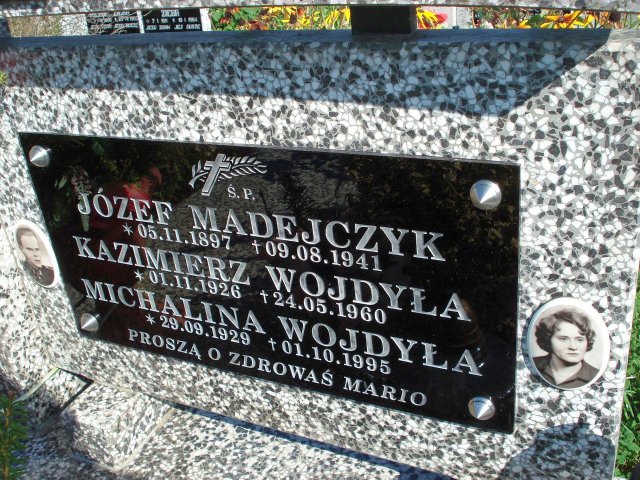 Ś.P.
JÓZEF MADEJCZYK
*05.11.1897 †09.08.1941
KAZIMIERZ WOJDYŁA
*01.11.1926 †24.05.1960
MICHALINA WOJDYŁA
*29.09.1929 †01.10.1995
PROSZĄ O ZDROWAŚ MARIO